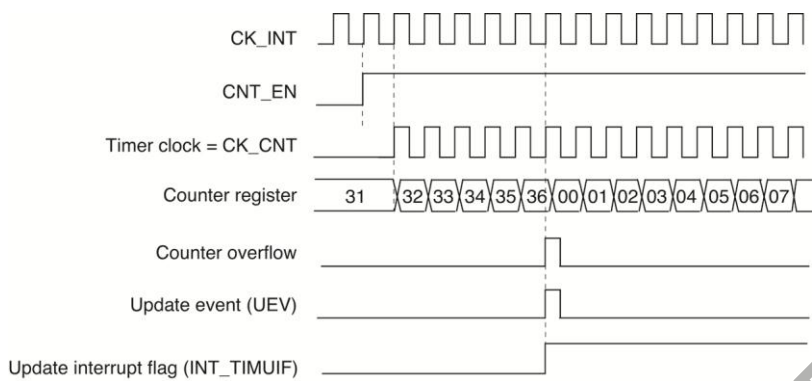 CK_INT
CNT_EN
Timer clock = CK_CNT
Counter register 31 32 33 34 35 36 00 01 02 03 04 05 06 07
Counter overflow
Update event (UEV)
Update interrupt flag (INT_TIMUIF)